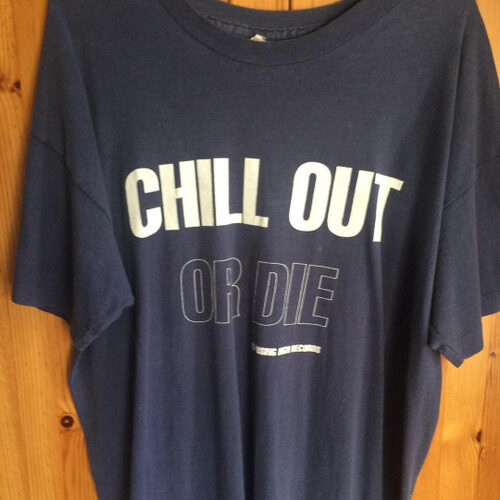 CHILL OUT
OR DIE
RISING HIGH RECORDS